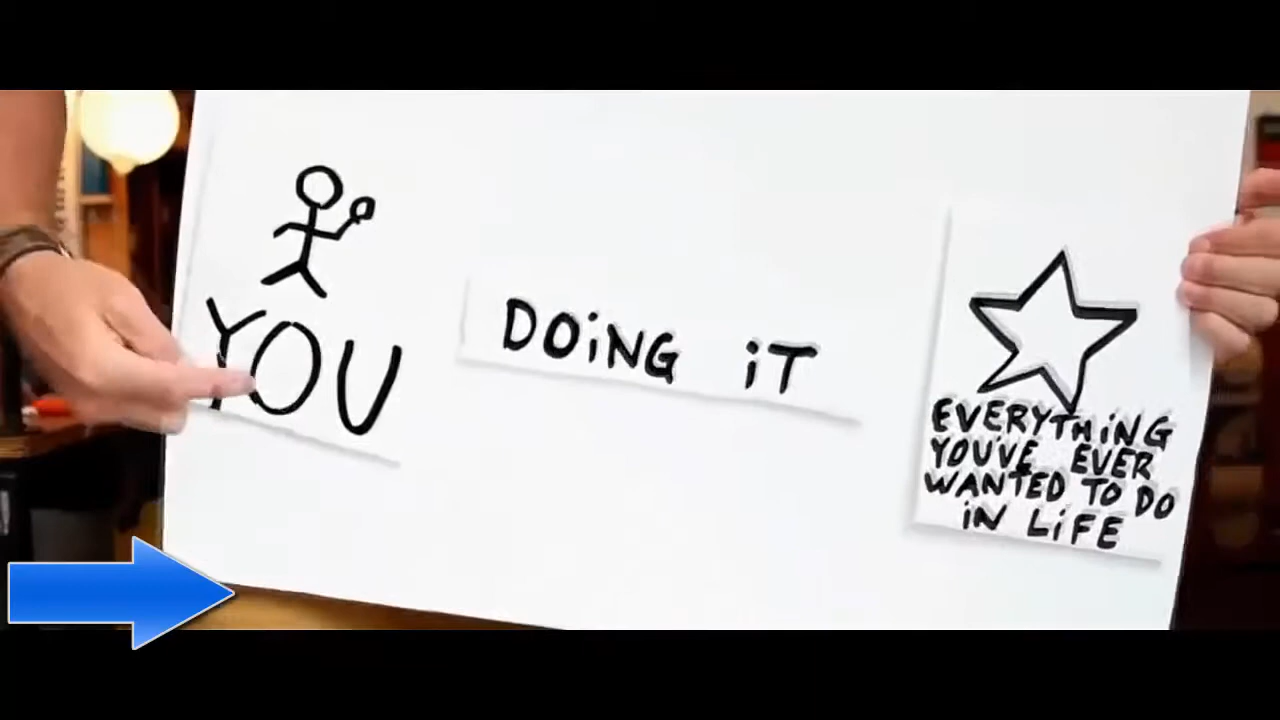 YOU
DOiNG iT
EVERYTHiNG
YOU'VE EVER
WANTED TO DO
iN LiFE